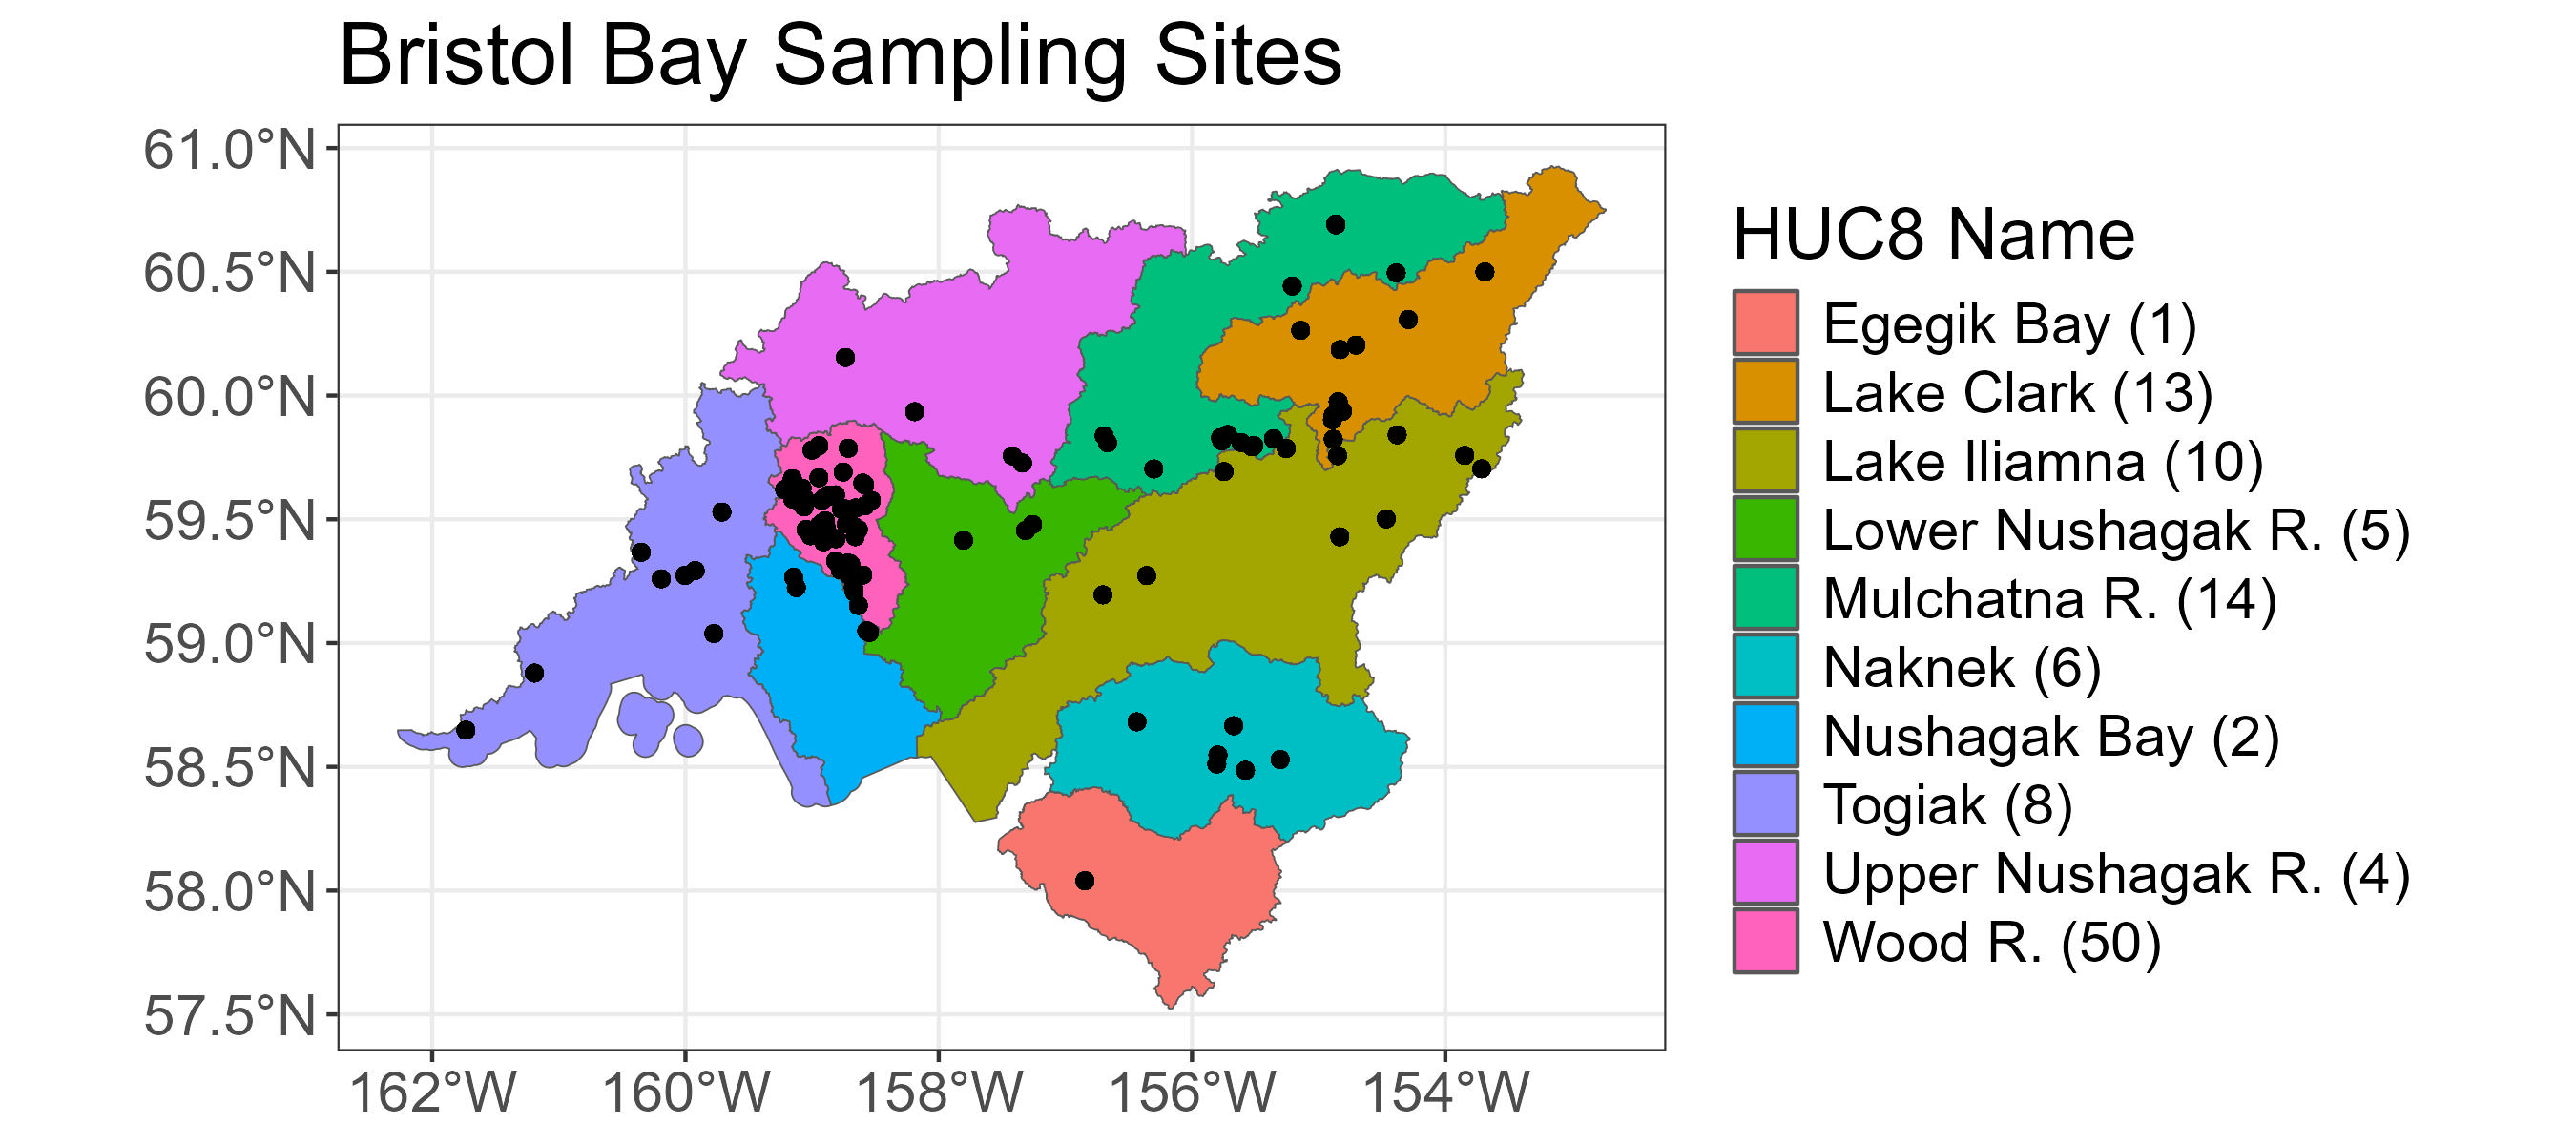 Bristol Bay Sampling Sites
61.0°N
60.5°N
60.0°N
59.5°N
59.0°N
58.5°N
58.0°N
57.5°N
162°W 160°W 158°W 156°W 154°W
HUC8 Name
Egegik Bay (1)
Lake Clark (13)
Lake Iliamna (10)
Lower Nushagak R. (5)
Mulchatna R. (14)
Naknek (6)
Nushagak Bay (2)
Togiak (8)
Upper Nushagak R. (4)
Wood R. (50)